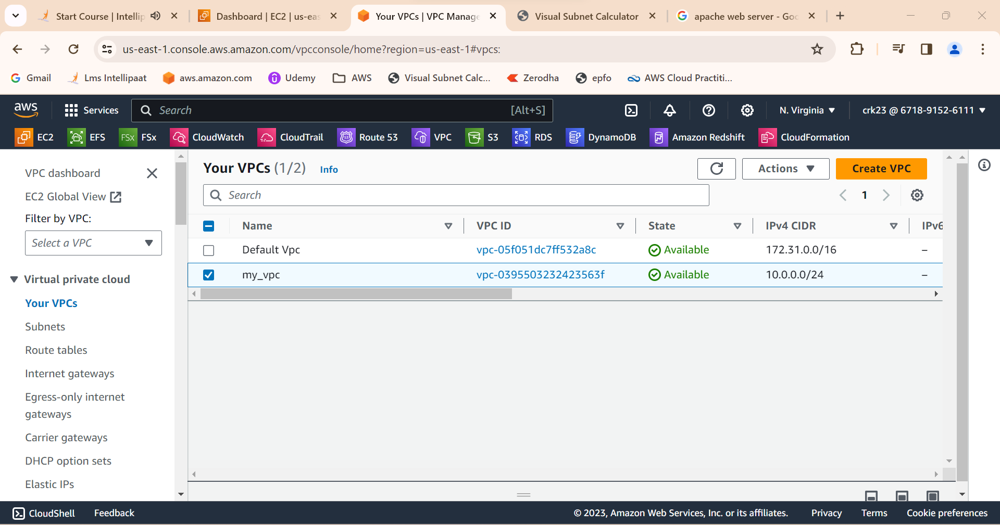 Start Course | Intellip
Dashboard | EC2 | us-eas
Your VPCs | VPC Manage
Visual Subnet Calculator
apache web server - Goo
us-east-1.console.aws.amazon.com/vpcconsole/home?region=us-east-1#vpcs:
Gmail
Lms Intellipaat
aws.amazon.com
Udemy
AWS
Visual Subnet Calc...
Zerodha
epfo
AWS Cloud Practiti...
aws
Services
Search
[Alt+S]
N. Virginia
crk23 @ 6718-9152-6111
EC2
EFS
FSx
FSx
CloudWatch
CloudTrail
53
Route 53
VPC
S3
RDS
DynamoDB
Amazon Redshift
CloudFormation
VPC dashboard
EC2 Global View
Filter by VPC:
Select a VPC
Virtual private cloud
Your VPCs
Subnets
Route tables
Internet gateways
Egress-only internet
gateways
Carrier gateways
DHCP option sets
Elastic IPs
Your VPCs (1/2)
Info
Actions
Create VPC
Search
1
Name
VPC ID
State
IPv4 CIDR
IPv6
Default Vpc
vpc-05f051dc7ff532a8c
Available
172.31.0.0/16
–
my_vpc
vpc-0395503232423563f
Available
10.0.0.0/24
–
CloudShell
Feedback
© 2023, Amazon Web Services, Inc. or its affiliates.
Privacy
Terms
Cookie preferences